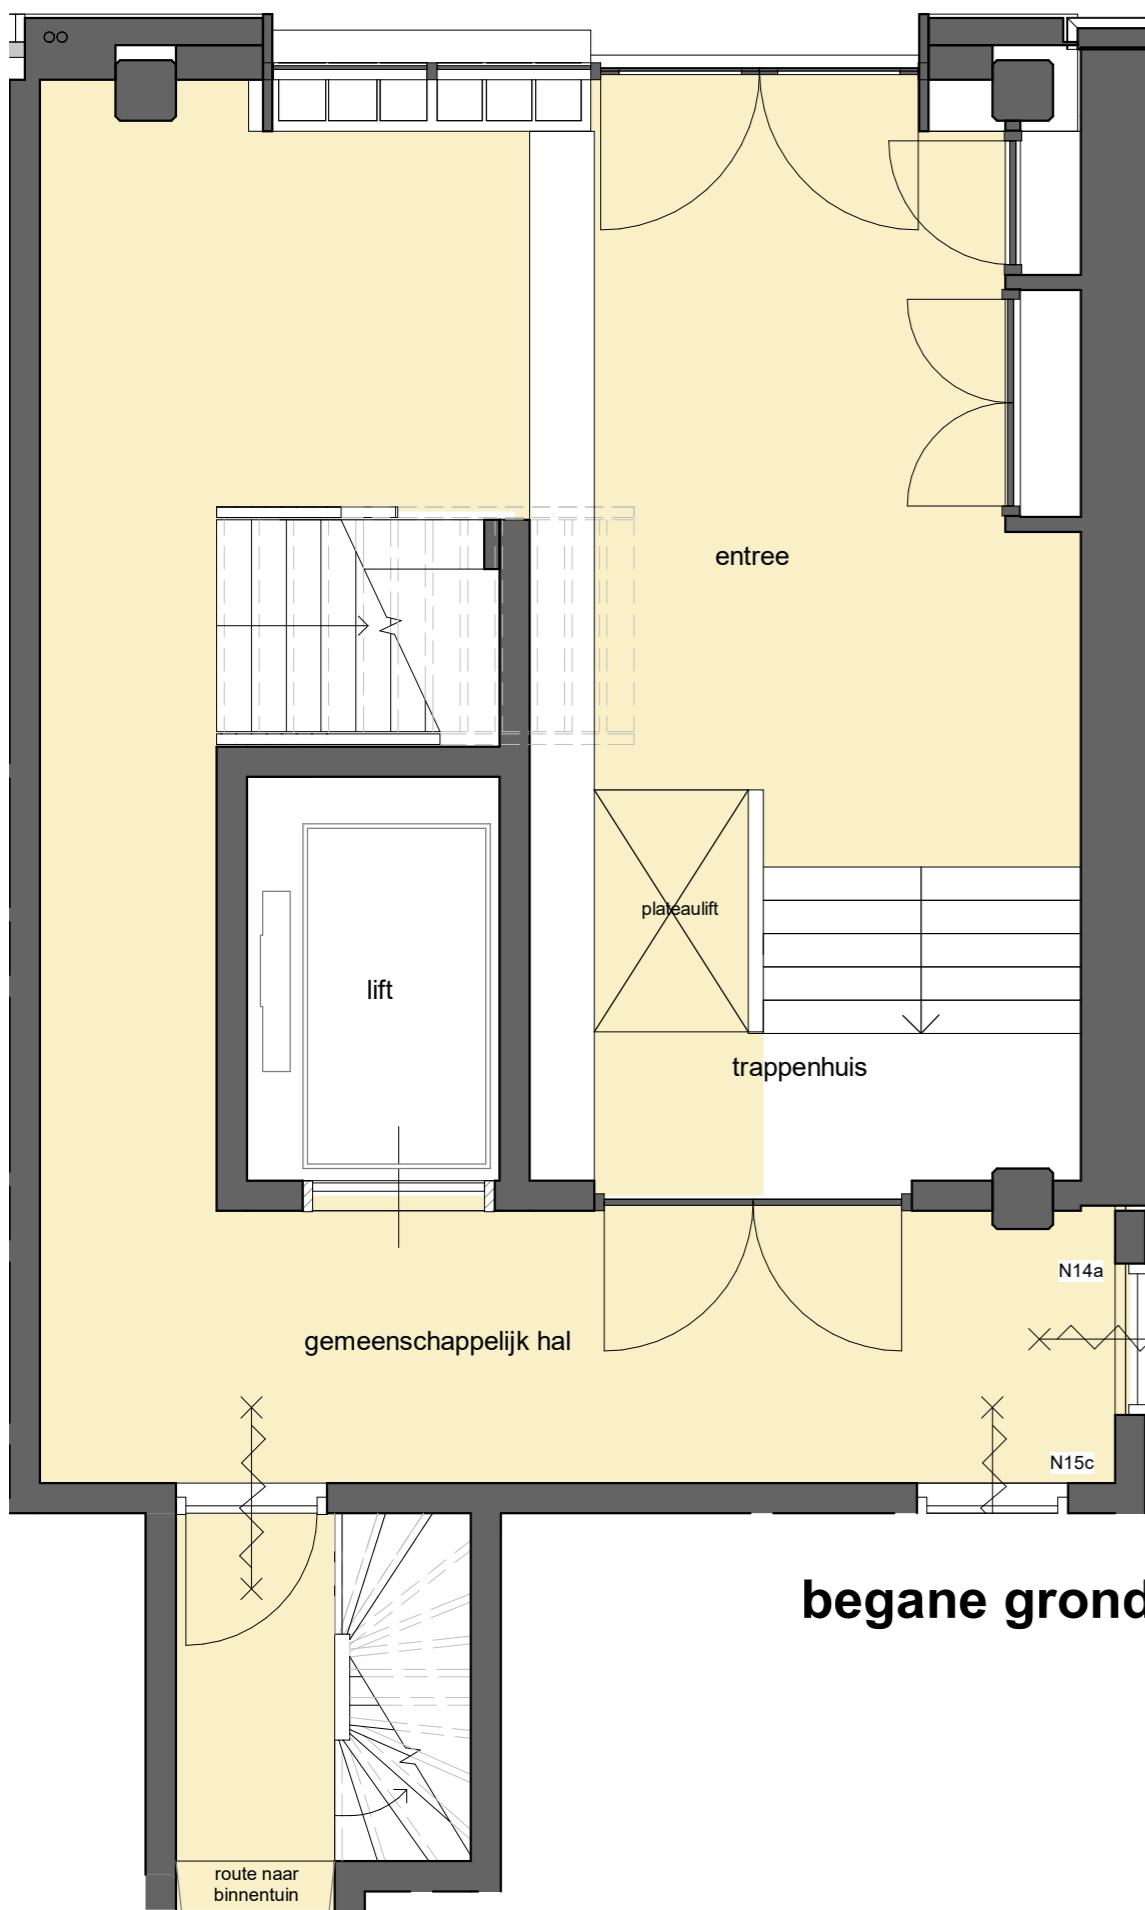 entree
plateaulift
lift
trappenhuis
N14a
gemeenschappelijk hal
N15c
begane grond
route naar
binnentuin